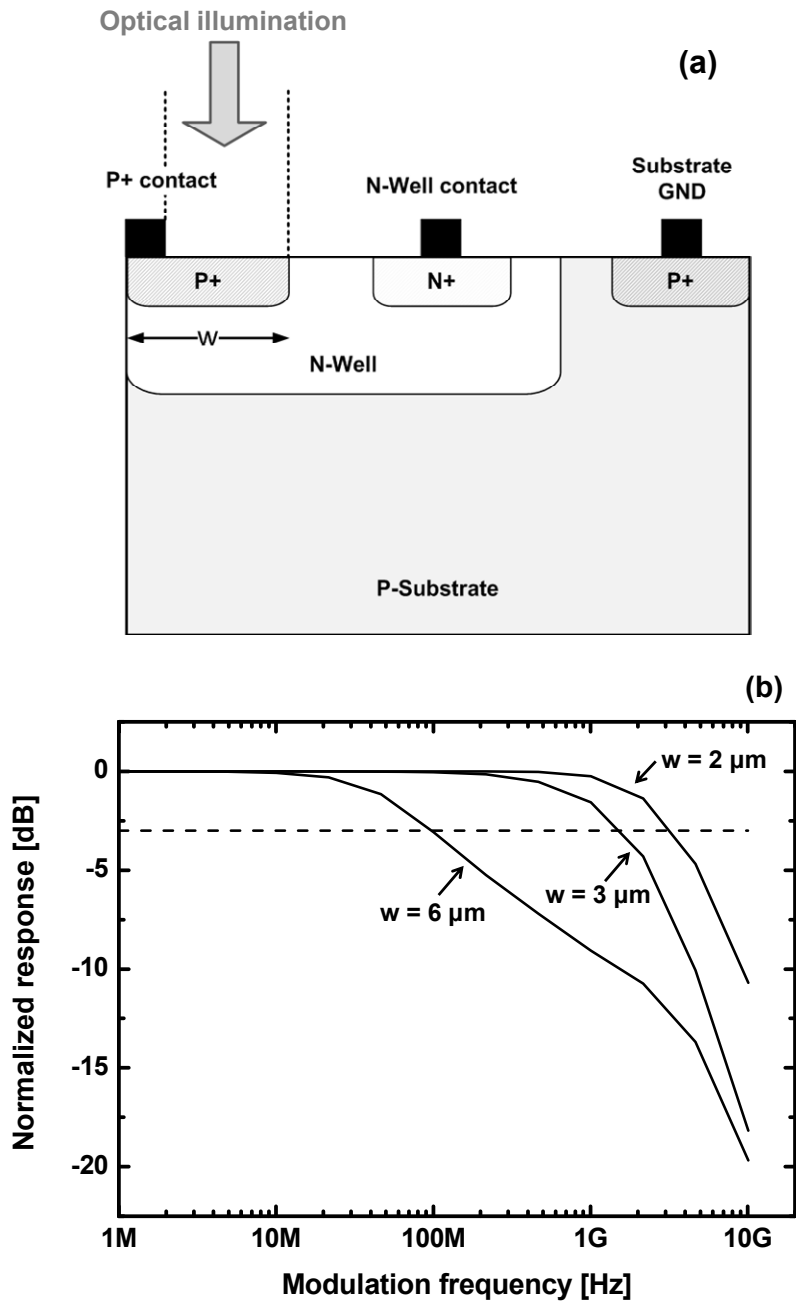 Optical illumination
(a)
P+ contact
N-Well contact
Substrate
GND
P+
N+
P+
W
N-Well
P-Substrate
(b)
Normalized response [dB]
0
-5
-10
-15
-20
w = 2 µm
w = 3 µm
w = 6 µm
1M
10M
100M
1G
10G
Modulation frequency [Hz]